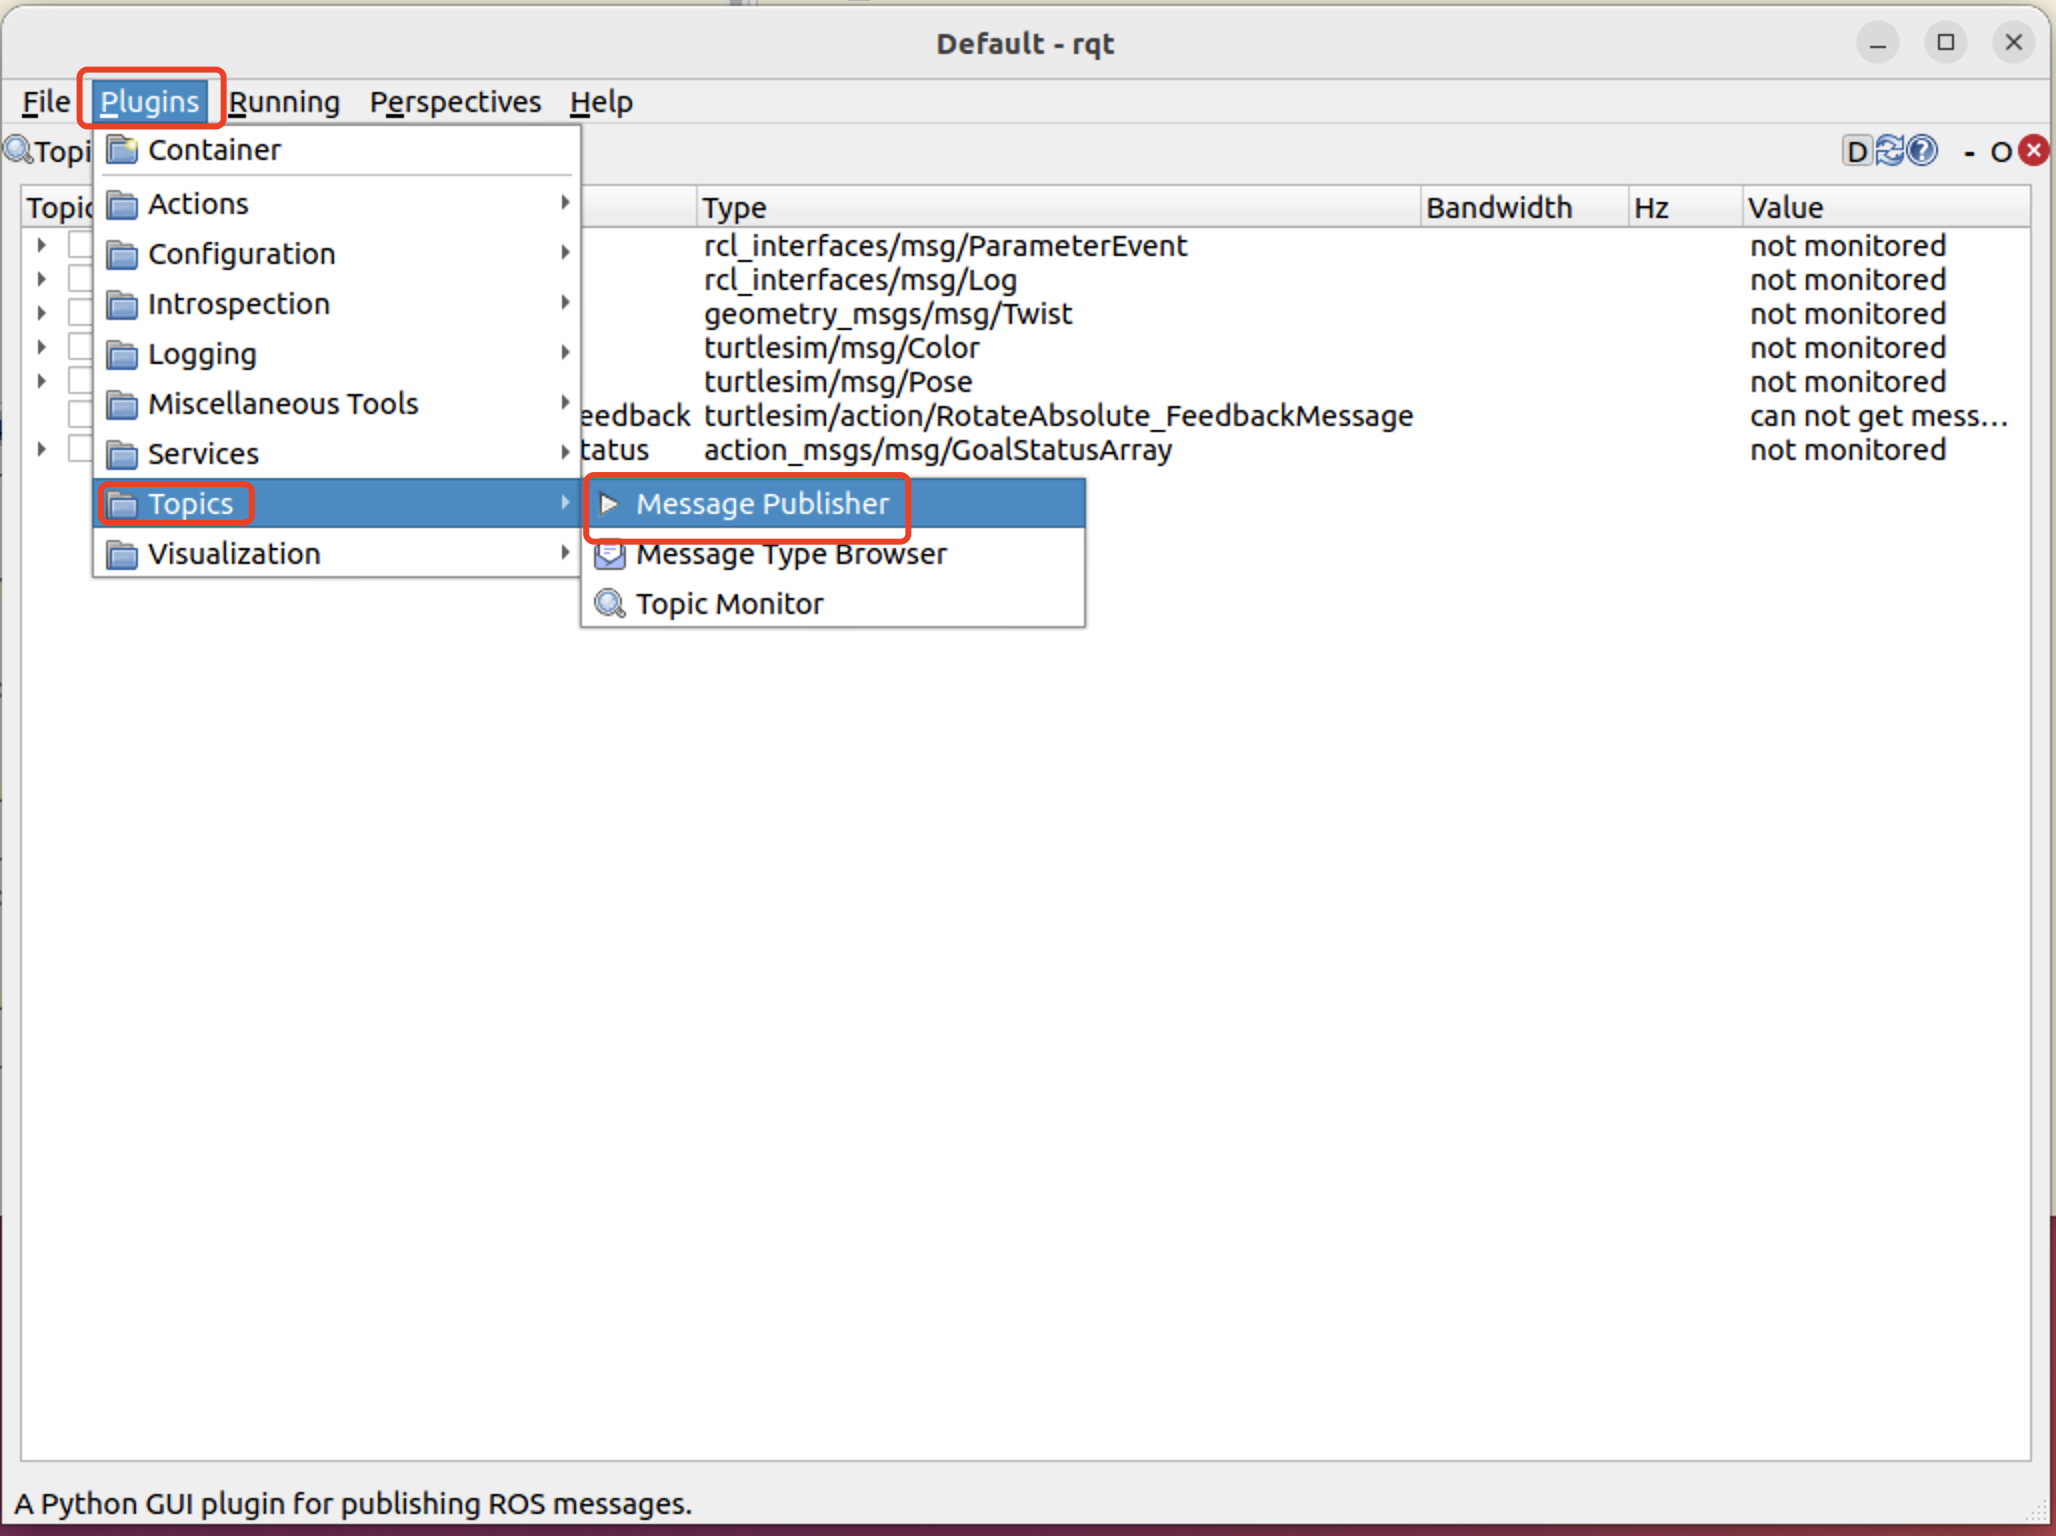 Default - rqt
File Plugins Running Perspectives Help
Topi
D ? - O
Container
Actions
Configuration
Introspection
Logging
Miscellaneous Tools
Services
Topics
Visualization
Message Publisher
Message Type Browser
Topic Monitor
Topic Type Bandwidth Hz Value
rcl_interfaces/msg/ParameterEvent not monitored
rcl_interfaces/msg/Log not monitored
geometry_msgs/msg/Twist not monitored
turtlesim/msg/Color not monitored
turtlesim/msg/Pose not monitored
eedback turtlesim/action/RotateAbsolute_FeedbackMessage can not get mess...
tatus action_msgs/msg/GoalStatusArray not monitored
A Python GUI plugin for publishing ROS messages.